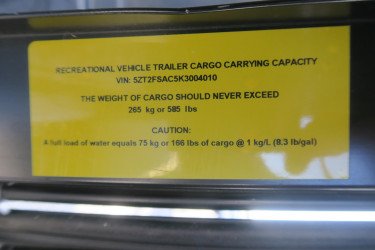 RECREATIONAL VEHICLE TRAILER CARGO CARRYING CAPACITY
VIN: 5ZT2FSAC5K3004010
THE WEIGHT OF CARGO SHOULD NEVER EXCEED
265 kg or 585 lbs
CAUTION:
A full load of water equals 75 kg or 166 lbs of cargo @ 1 kg/L (8.3 lb/gal)